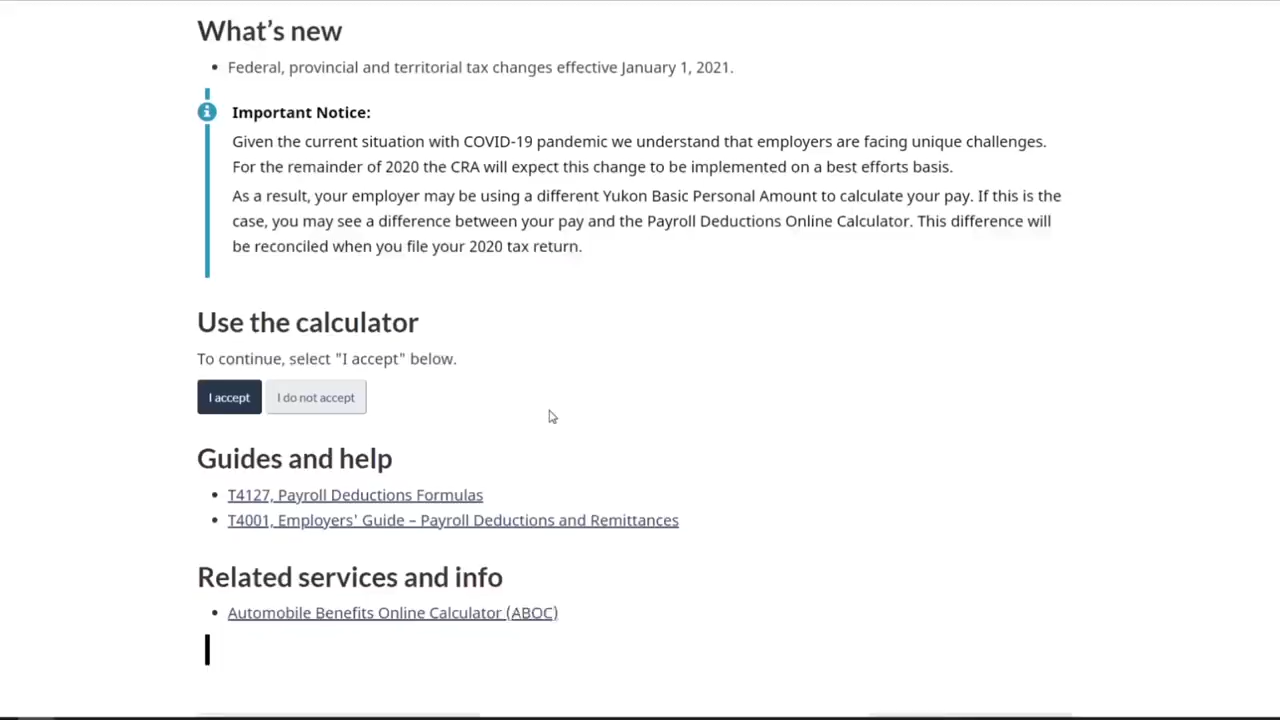 What's new
• Federal, provincial and territorial tax changes effective January 1, 2021.
Important Notice:
Given the current situation with COVID-19 pandemic we understand that employers are facing unique challenges.
For the remainder of 2020 the CRA will expect this change to be implemented on a best efforts basis.
As a result, your employer may be using a different Yukon Basic Personal Amount to calculate your pay. If this is the
case, you may see a difference between your pay and the Payroll Deductions Online Calculator. This difference will
be reconciled when you file your 2020 tax return.
Use the calculator
To continue, select "I accept" below.
I accept I do not accept
Guides and help
• T4127, Payroll Deductions Formulas
• T4001, Employers' Guide – Payroll Deductions and Remittances
Related services and info
• Automobile Benefits Online Calculator (ABOC)